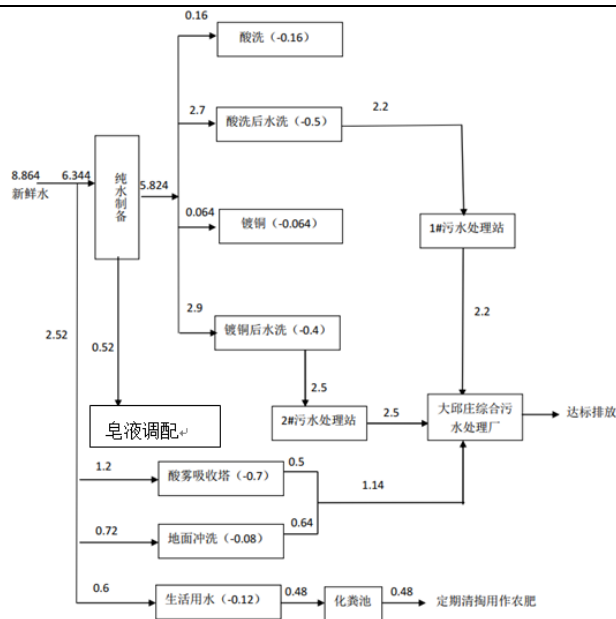 0.16
酸洗（-0.16）
2.7
酸洗后水洗（-0.5）
2.2
8.864
6.344
新鲜水
纯水制备
5.824
0.064
镀铜（-0.064）
1#污水处理站
2.9
2.2
镀铜后水洗（-0.4）
2.52
0.52
2.5
皂液调配
2#污水处理站
2.5
大邱庄综合污
水处理厂
达标排放
1.2
酸雾吸收塔（-0.7）
0.5
1.14
0.72
地面冲洗（-0.08）
0.64
0.6
生活用水（-0.12）
0.48
化粪池
0.48
定期清掏用作农肥